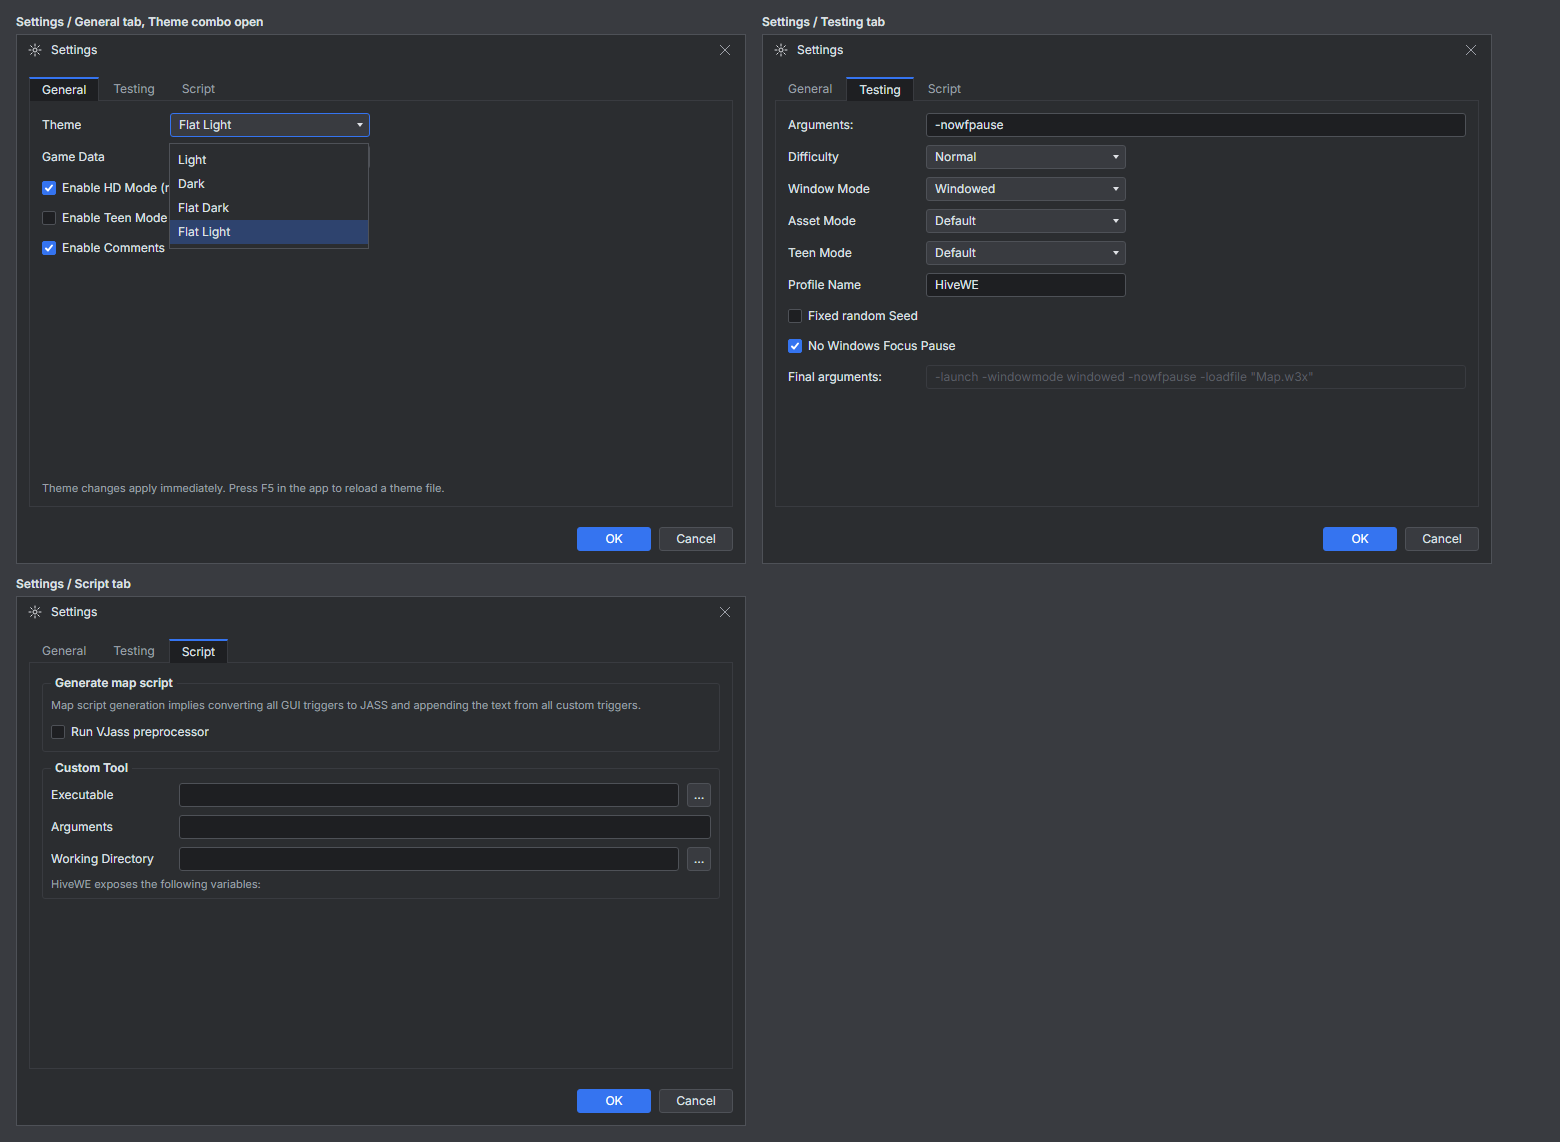 Settings / General tab, Theme combo open
Settings
General Testing Script
Theme Flat Light
Game Data
Light
Dark
Flat Dark
Flat Light
Enable HD Mode (
Enable Teen Mode
Enable Comments
Theme changes apply immediately. Press F5 in the app to reload a theme file.
OK Cancel
Settings / Testing tab
Settings
General Testing Script
Arguments: -nowfpause
Difficulty Normal
Window Mode Windowed
Asset Mode Default
Teen Mode Default
Profile Name HiveWE
Fixed random Seed
No Windows Focus Pause
Final arguments: -launch -windowmode windowed -nowfpause -loadfile "Map.w3x"
OK Cancel
Settings / Script tab
Settings
General Testing Script
Generate map script
Map script generation implies converting all GUI triggers to JASS and appending the text from all custom triggers.
Run VJass preprocessor
Custom Tool
Executable ...
Arguments
Working Directory ...
HiveWE exposes the following variables:
OK Cancel